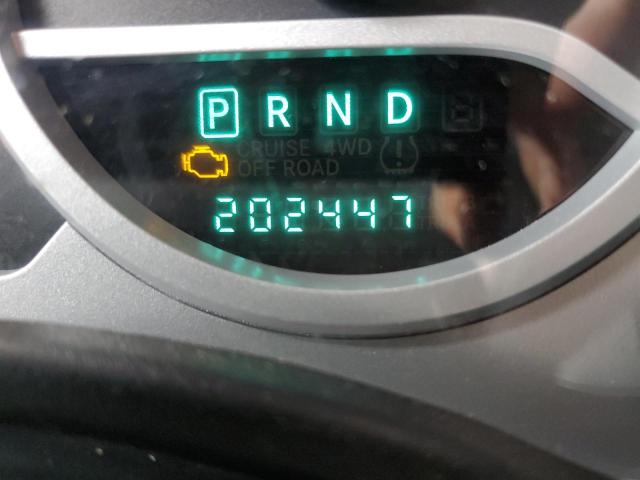 P R N D
CRUISE 4WD
OFF ROAD
202447